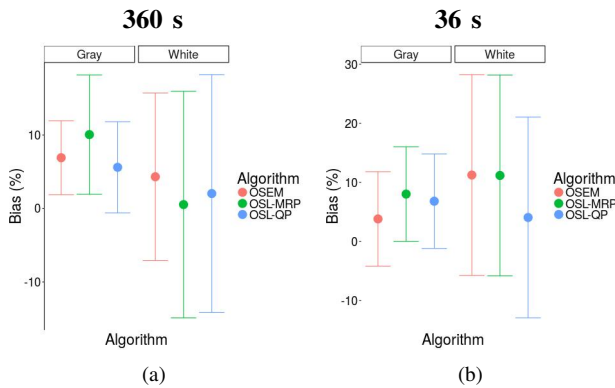 360 s
Gray White
10
0
-10
Bias (%)
Algorithm
Algorithm
OSEM
OSL-MRP
OSL-QP
(a)
36 s
Gray White
30
20
10
0
-10
Bias (%)
Algorithm
Algorithm
OSEM
OSL-MRP
OSL-QP
(b)